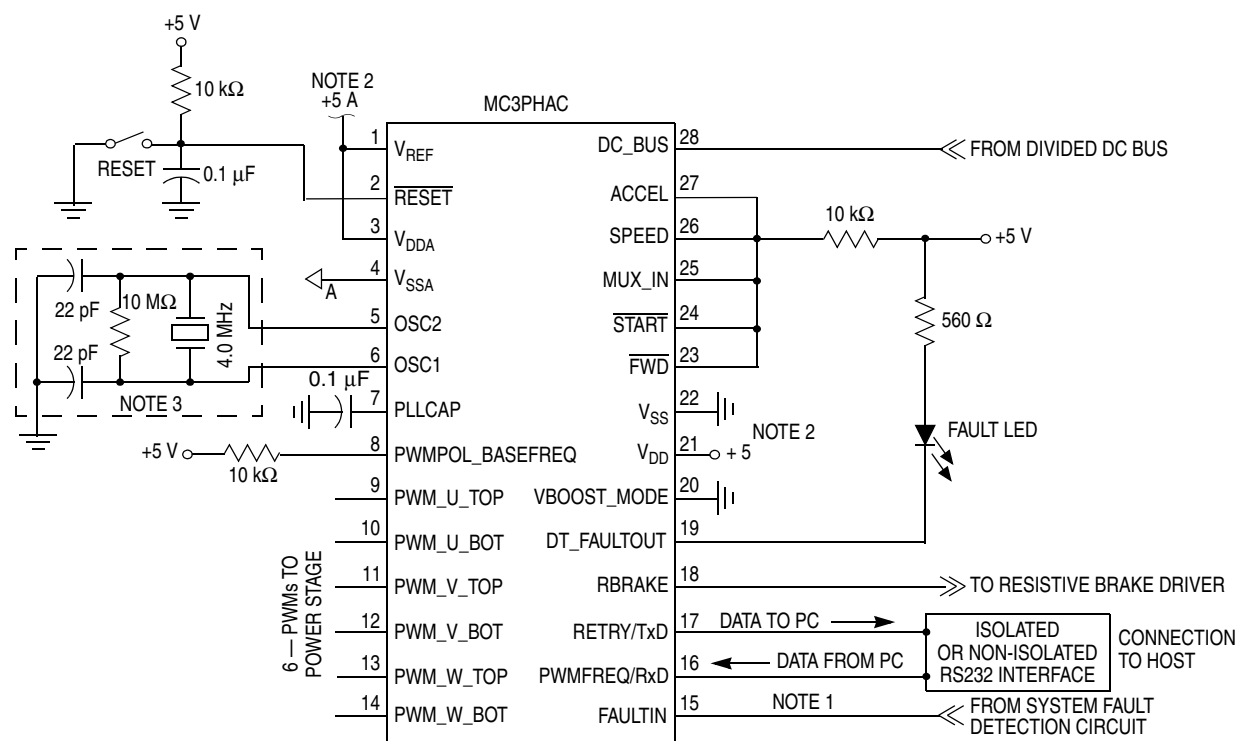 +5 V
10 kΩ
RESET
0.1 μF
NOTE 2
+5 A
MC3PHAC
1
VREF
2
RESET
3
VDDA
4
VSSA
A
22 pF
10 MΩ
4.0 MHz
22 pF
NOTE 3
5
OSC2
6
OSC1
0.1 μF
7
PLLCAP
+5 V
10 kΩ
8
PWMPOL_BASEFREQ
9
PWM_U_TOP
10
PWM_U_BOT
11
PWM_V_TOP
12
PWM_V_BOT
13
PWM_W_TOP
14
PWM_W_BOT
6 — PWMs TO
POWER STAGE
DC_BUS
28
FROM DIVIDED DC BUS
ACCEL
27
SPEED
26
10 kΩ
+5 V
MUX_IN
25
START
24
560 Ω
FWD
23
VSS
22
NOTE 2
VDD
21
+ 5
FAULT LED
VBOOST_MODE
20
DT_FAULTOUT
19
RBRAKE
18
TO RESISTIVE BRAKE DRIVER
RETRY/TxD
17
DATA TO PC
PWMFREQ/RxD
16
DATA FROM PC
ISOLATED
OR NON-ISOLATED
RS232 INTERFACE
CONNECTION
TO HOST
FAULTIN
15
NOTE 1
FROM SYSTEM FAULT
DETECTION CIRCUIT